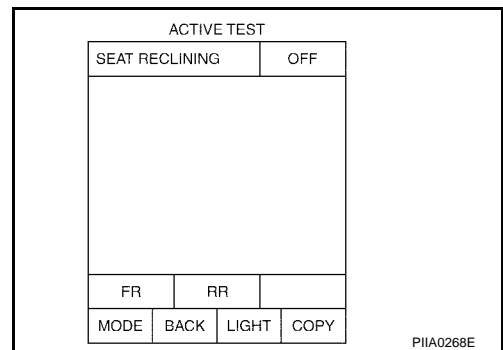 ACTIVE TEST
SEAT RECLINING OFF
FR RR
MODE BACK LIGHT COPY
PIIA0268E